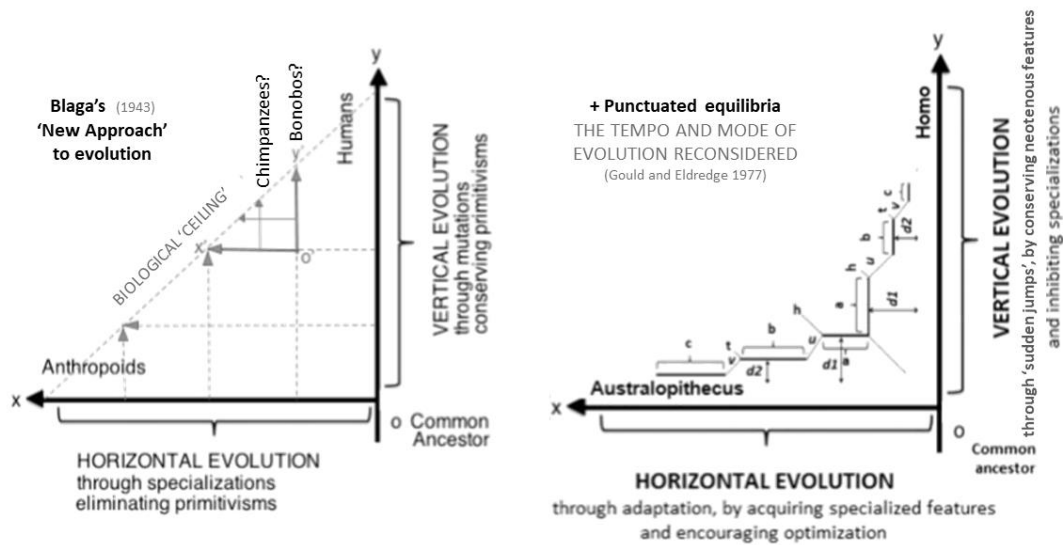 Blaga's (1943)
'New Approach'
to evolution
Chimpanzees?
Bonobos?
Humans
y
y'
BIOLOGICAL 'CEILING'
x'
o'
Anthropoids
x
o Common
Ancestor
VERTICAL EVOLUTION
through mutations
conserving primitivisms
HORIZONTAL EVOLUTION
through specializations
eliminating primitivisms
+ Punctuated equilibria
THE TEMPO AND MODE OF
EVOLUTION RECONSIDERED
(Gould and Eldredge 1977)
y
Homo
c
t v
d2
b
u
h
a
d1
h
b
u
c
t
v
d2
d1
a
Australopithecus
x
o
Common
ancestor
VERTICAL EVOLUTION
through 'sudden jumps', by conserving neotenous features
and inhibiting specializations
HORIZONTAL EVOLUTION
through adaptation, by acquiring specialized features
and encouraging optimization